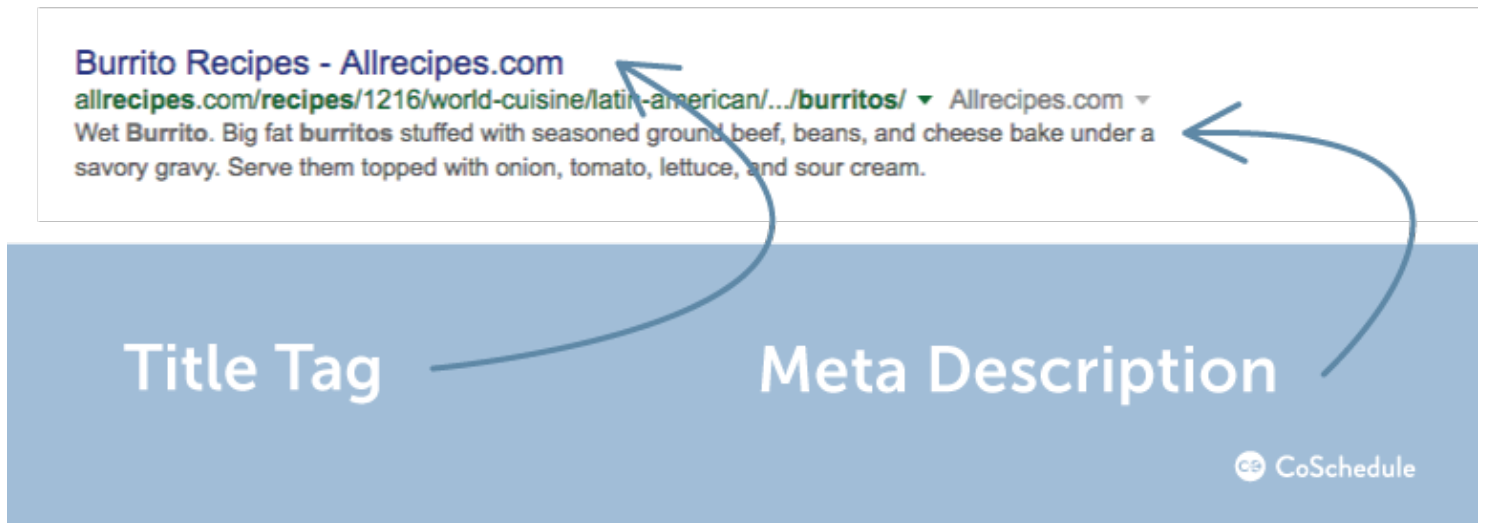 Burrito Recipes - Allrecipes.com
allrecipes.com/recipes/1216/world-cuisine/latin-american/.../burritos/ ▾ Allrecipes.com ▾
Wet Burrito. Big fat burritos stuffed with seasoned ground beef, beans, and cheese bake under a
savory gravy. Serve them topped with onion, tomato, lettuce, and sour cream.
Title Tag
Meta Description
CoSchedule